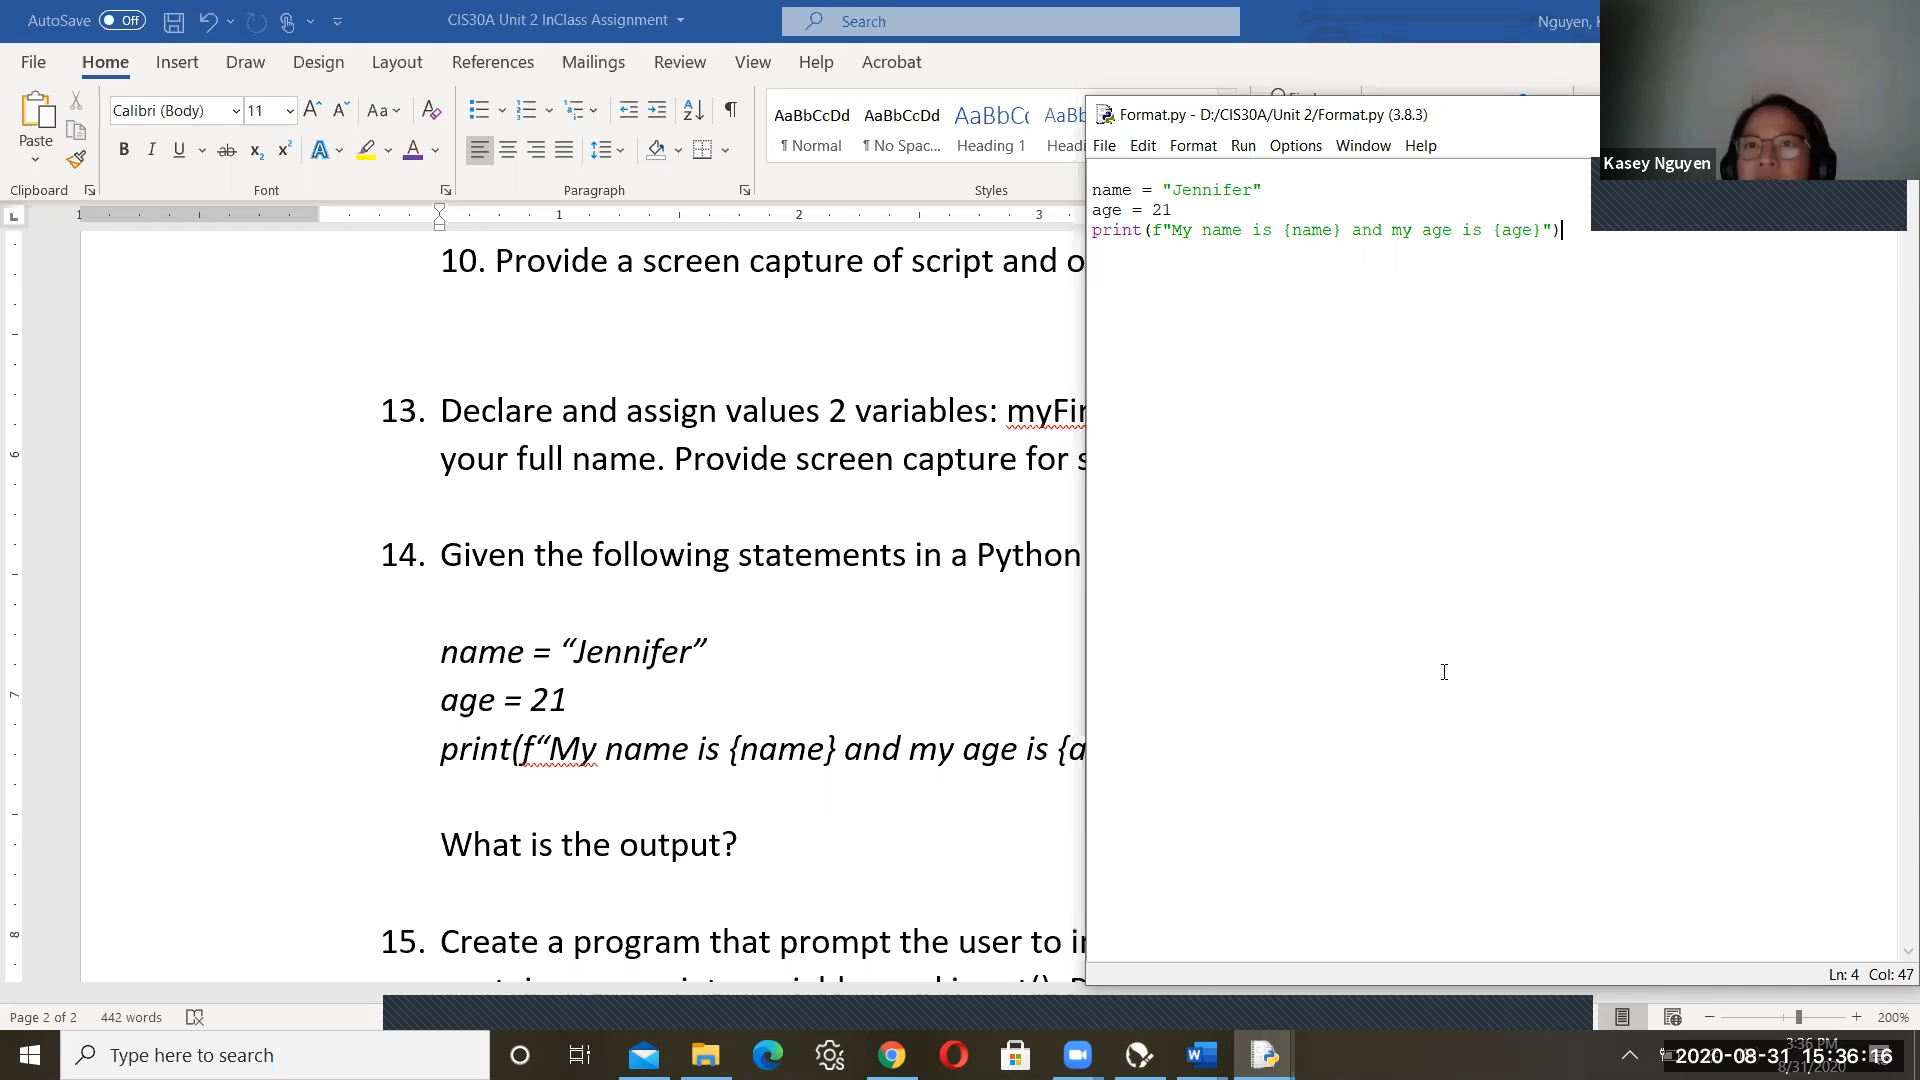 AutoSave Off
CIS30A Unit 2 InClass Assignment
Search
Nguyen,
File Home Insert Draw Design Layout References Mailings Review View Help Acrobat
Paste
Clipboard
Calibri (Body) 11
Font
Paragraph
AaBbCcDd ¶ Normal
AaBbCcDd ¶ No Spac...
AaBbC Heading 1
Styles
10. Provide a screen capture of script and
13. Declare and assign values 2 variables:
your full name. Provide screen capture for
14. Given the following statements in a Python
name = “Jennifer”
age = 21
print(f“My name is {name} and my age is
What is the output?
15. Create a program that prompt the user to
Format.py - D:/CIS30A/Unit 2/Format.py (3.8.3)
File Edit Format Run Options Window Help
name = "Jennifer"
age = 21
print(f"My name is {name} and my age is {age}")
Ln: 4 Col: 47
Kasey Nguyen
Page 2 of 2 442 words
200%
Type here to search
3:36 PM
8/31/2020
2020-08-31 15:36:16